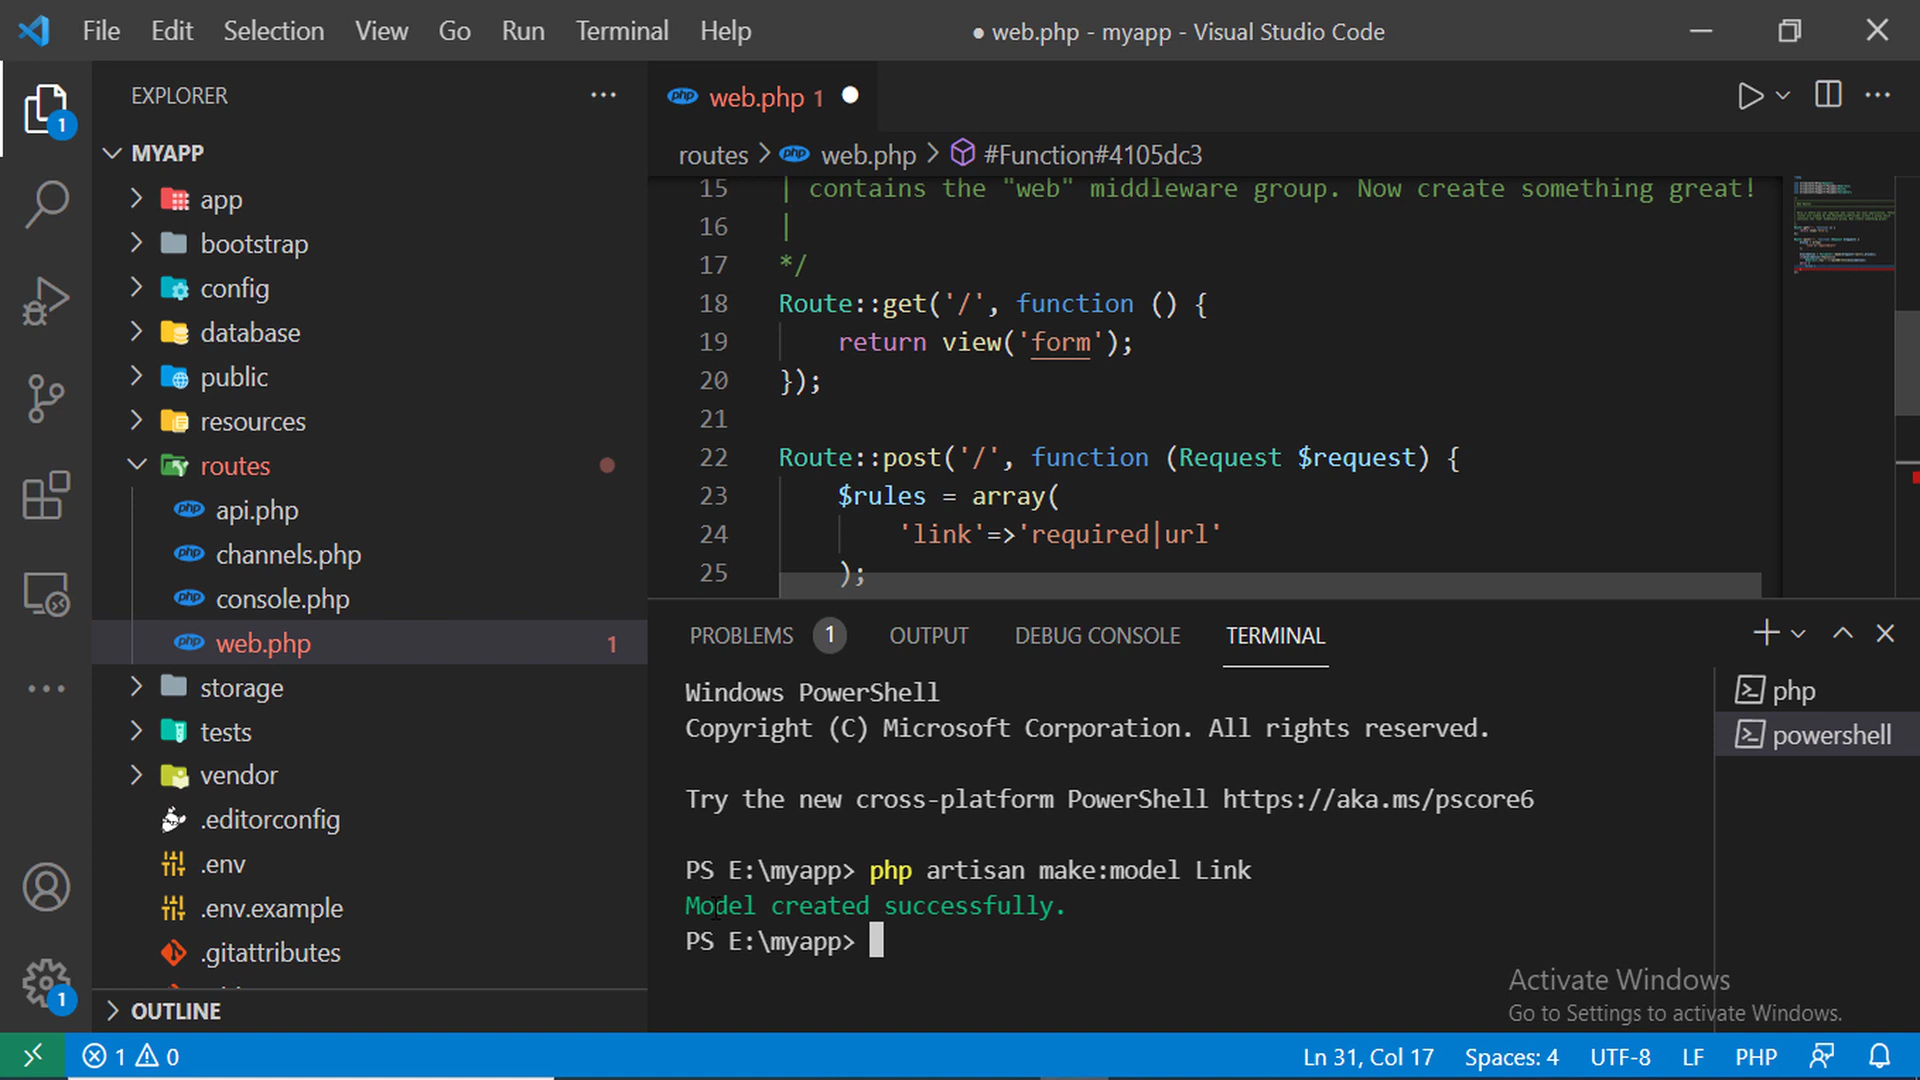 File Edit Selection View Go Run Terminal Help
● web.php - myapp - Visual Studio Code
EXPLORER
MYAPP
app
bootstrap
config
database
public
resources
routes
api.php
channels.php
console.php
web.php 1
storage
tests
vendor
.editorconfig
.env
.env.example
.gitattributes
OUTLINE
1
1
php web.php 1
routes > php web.php > #Function#4105dc3
15 | contains the "web" middleware group. Now create something great!
16 |
17 */
18 Route::get('/', function () {
19 return view('form');
20 });
21
22 Route::post('/', function (Request $request) {
23 $rules = array(
24 'link'=>'required|url'
25 );
PROBLEMS 1 OUTPUT DEBUG CONSOLE TERMINAL
Windows PowerShell
Copyright (C) Microsoft Corporation. All rights reserved.
Try the new cross-platform PowerShell https://aka.ms/pscore6
PS E:\myapp> php artisan make:model Link
Model created successfully.
PS E:\myapp>
php
powershell
Activate Windows
Go to Settings to activate Windows.
1 0
Ln 31, Col 17 Spaces: 4 UTF-8 LF PHP